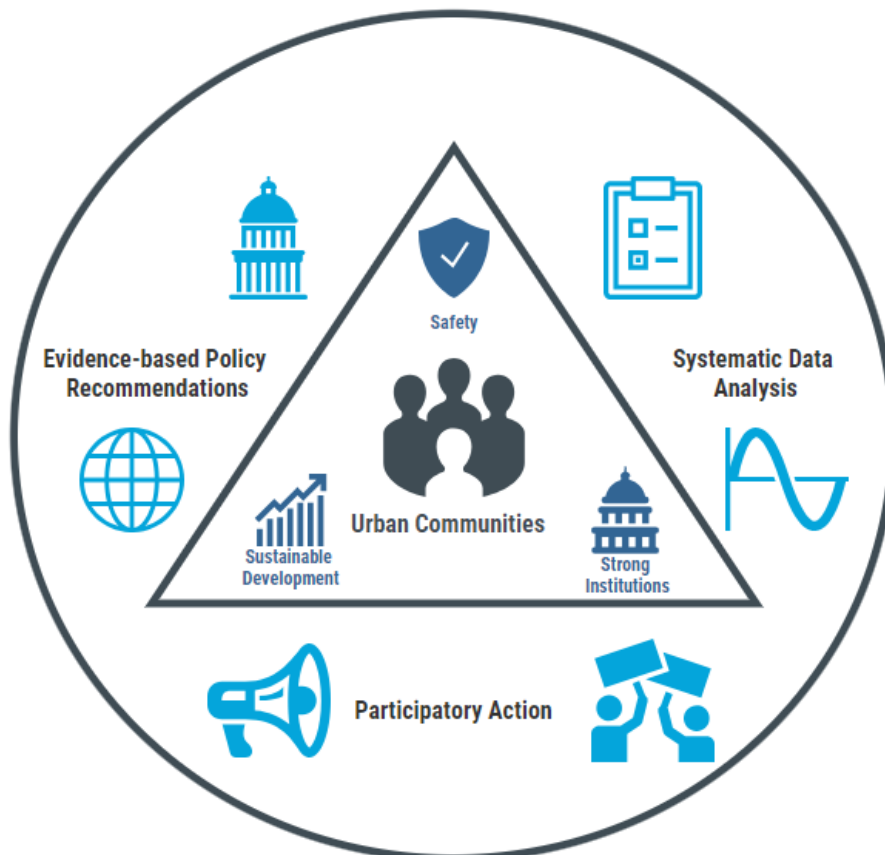 Safety
Evidence-based Policy
Recommendations
Systematic Data
Analysis
Urban Communities
Sustainable
Development
Strong
Institutions
Participatory Action